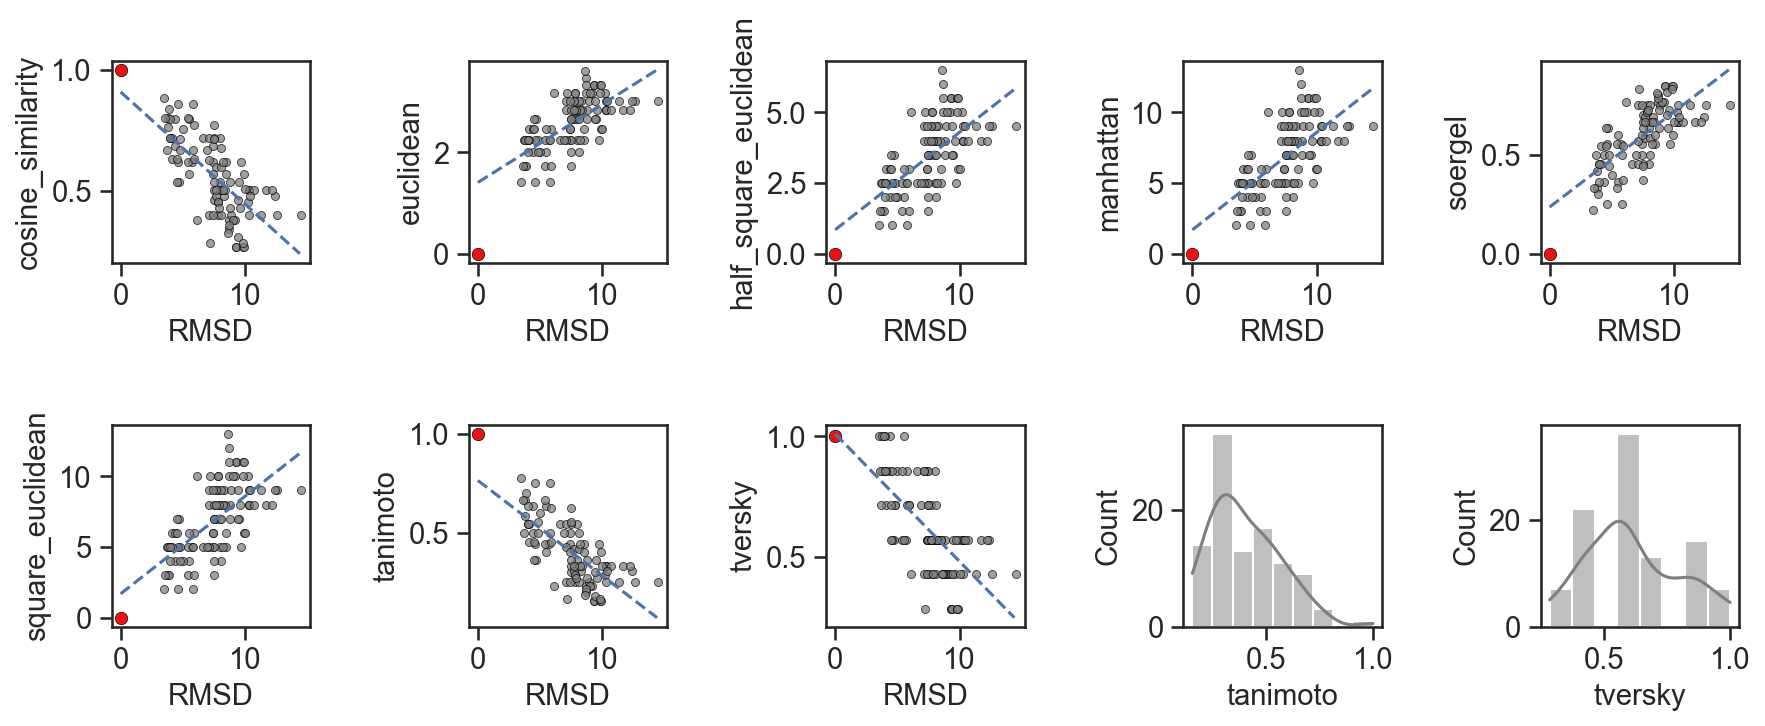 cosine_similarity
1.0
0.5
0
10
RMSD
euclidean
2
0
0
10
RMSD
half_square_euclidean
5.0
2.5
0.0
0
10
RMSD
manhattan
10
5
0
0
10
RMSD
soergel
0.5
0.0
0
10
RMSD
square_euclidean
10
5
0
0
10
RMSD
tanimoto
1.0
0.5
0
10
RMSD
tversky
1.0
0.5
0
10
RMSD
Count
20
0
0.5
1.0
tanimoto
Count
20
0
0.5
1.0
tversky